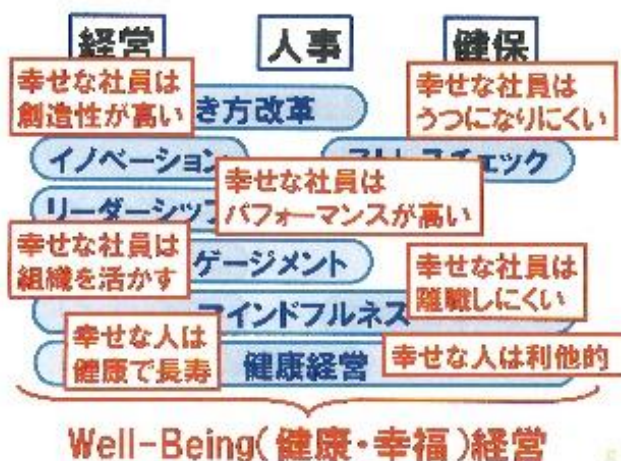 経営 人事 健保
幸せな社員は
創造性が高い
き方改革
幸せな社員は
うつになりにくい
イノベーション
ェック
幸せな社員は
パフォーマンスが高い
リーダーシップ
幸せな社員は
組織を活かす
ゲージメント
幸せな社員は
離職しにくい
マインドフルネス
幸せな人は
健康で長寿
健康経営
幸せな人は利他的
Well-Being(健康・幸福)経営